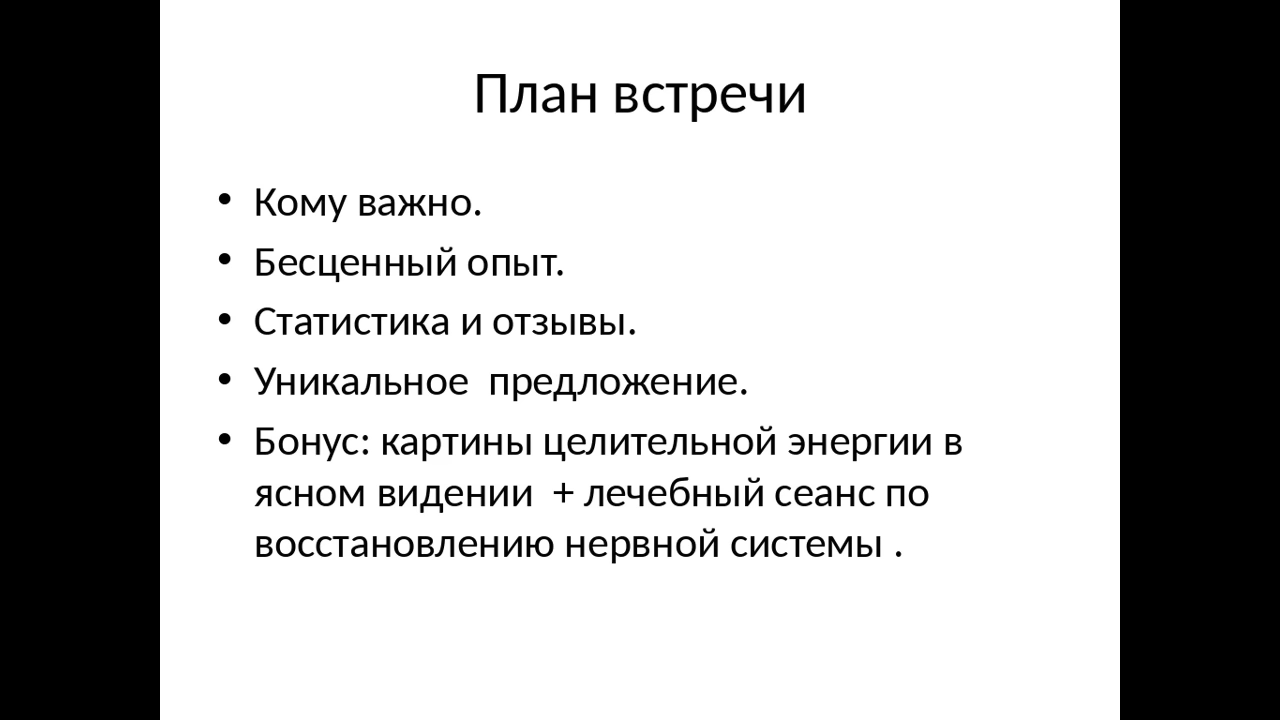 План встречи
• Кому важно.
• Бесценный опыт.
• Статистика и отзывы.
• Уникальное  предложение.
• Бонус: картины целительной энергии в
ясном видении  + лечебный сеанс по
восстановлению нервной системы .